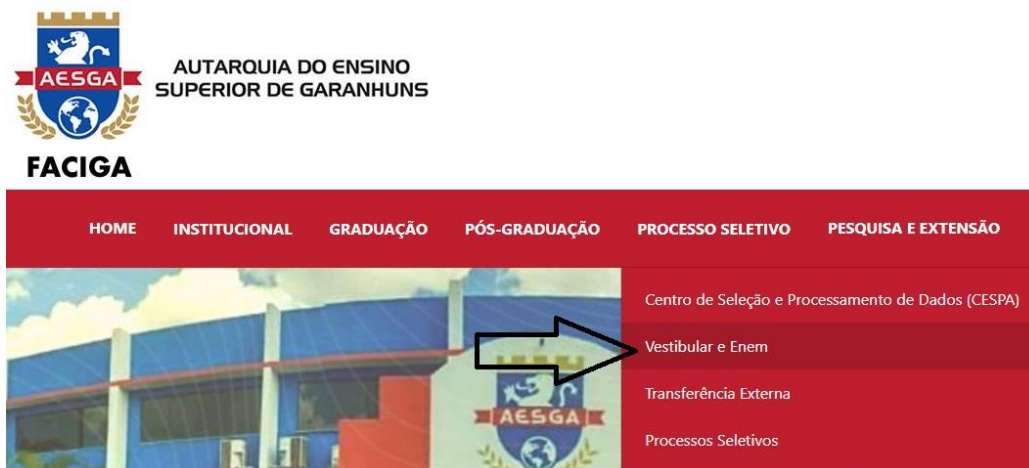 AESGA
AUTARQUIA DO ENSINO
SUPERIOR DE GARANHUNS
FACIGA
HOME INSTITUCIONAL GRADUAÇÃO PÓS-GRADUAÇÃO PROCESSO SELETIVO PESQUISA E EXTENSÃO
Centro de Seleção e Processamento de Dados (CESPA)
Vestibular e Enem
Transferência Externa
Processos Seletivos
AESGA